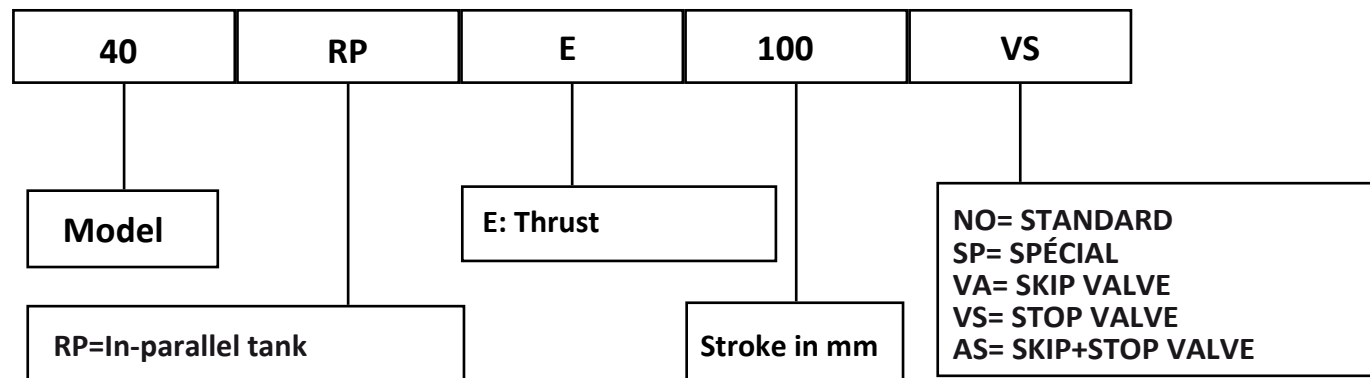 40 RP E 100 VS
Model
E: Thrust
RP=In-parallel tank
Stroke in mm
NO= STANDARD
SP= SPÉCIAL
VA= SKIP VALVE
VS= STOP VALVE
AS= SKIP+STOP VALVE